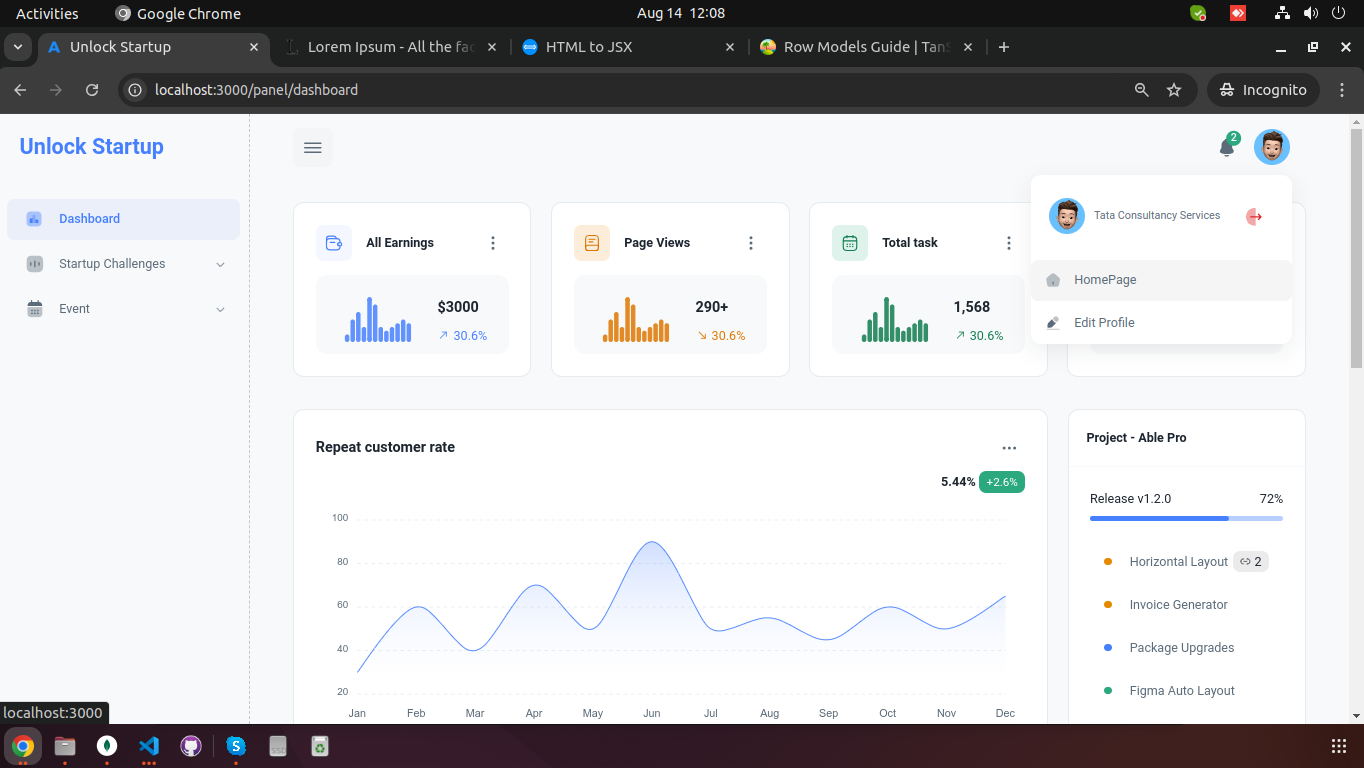 Activities
Google Chrome
Aug 14 12:08
Unlock Startup
Lorem Ipsum - All the fac
HTML to JSX
Row Models Guide | Tan
localhost:3000/panel/dashboard
Incognito
Unlock Startup
2
Dashboard
Startup Challenges
Event
Tata Consultancy Services
HomePage
Edit Profile
All Earnings
$3000
30.6%
Page Views
290+
30.6%
Total task
1,568
30.6%
Repeat customer rate
5.44% +2.6%
100
80
60
40
20
Jan Feb Mar Apr May Jun Jul Aug Sep Oct Nov Dec
Project - Able Pro
Release v1.2.0 72%
Horizontal Layout 2
Invoice Generator
Package Upgrades
Figma Auto Layout
localhost:3000